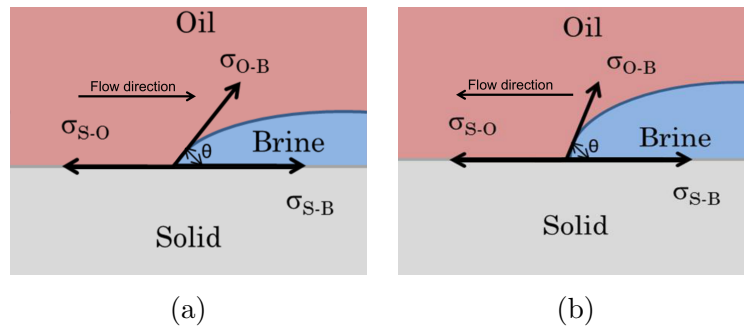 Oil
σO-B
Flow direction
σS-O
θ
Brine
σS-B
Solid
(a)
Oil
σO-B
Flow direction
σS-O
θ
Brine
σS-B
Solid
(b)